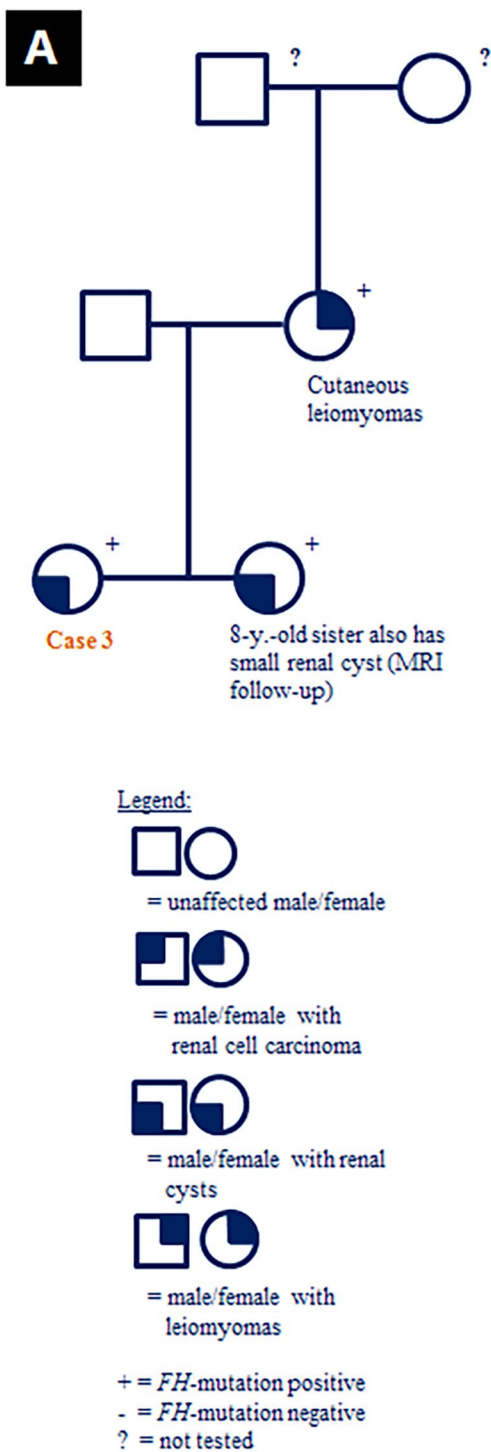 A
? ?
+
Cutaneous
leiomyomas
+ +
Case 3
8-y.-old sister also has
small renal cyst (MRI
follow-up)
Legend:
= unaffected male/female
= male/female with
renal cell carcinoma
= male/female with renal
cysts
= male/female with
leiomyomas
+ = FH-mutation positive
- = FH-mutation negative
? = not tested